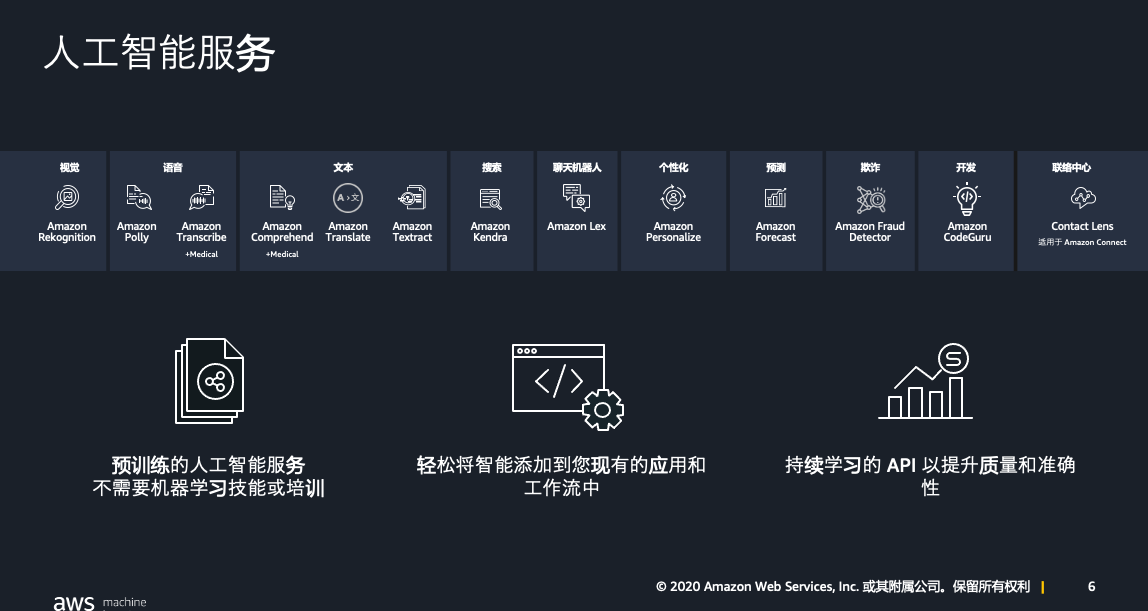 人工智能服务
视觉
Amazon
Rekognition
语音
Amazon
Polly
Amazon
Transcribe
+Medical
文本
Amazon
Comprehend
+Medical
Amazon
Translate
A>文
Amazon
Textract
搜索
Amazon
Kendra
聊天机器人
Amazon Lex
个性化
Amazon
Personalize
预测
Amazon
Forecast
欺诈
Amazon Fraud
Detector
开发
Amazon
CodeGuru
联络中心
Contact Lens
适用于 Amazon Connect
预训练的人工智能服务
不需要机器学习技能或培训
轻松将智能添加到您现有的应用和
工作流中
持续学习的 API 以提升质量和准确
性
© 2020 Amazon Web Services, Inc. 或其附属公司。保留所有权利 |
6
aws machine